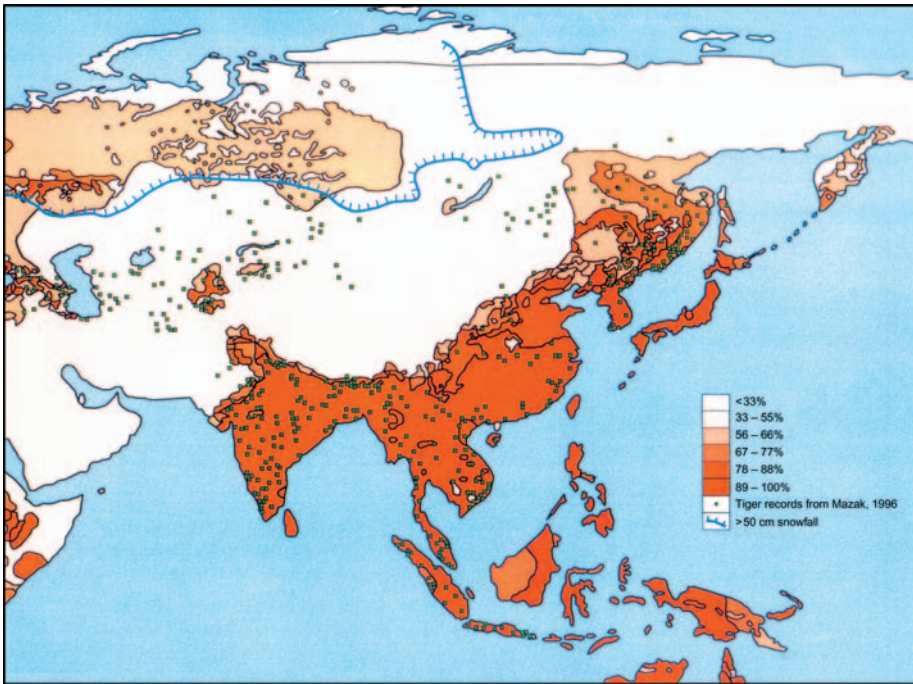 <33%
33 – 55%
56 – 66%
67 – 77%
78 – 88%
89 – 100%
Tiger records from Mazak, 1996
>50 cm snowfall